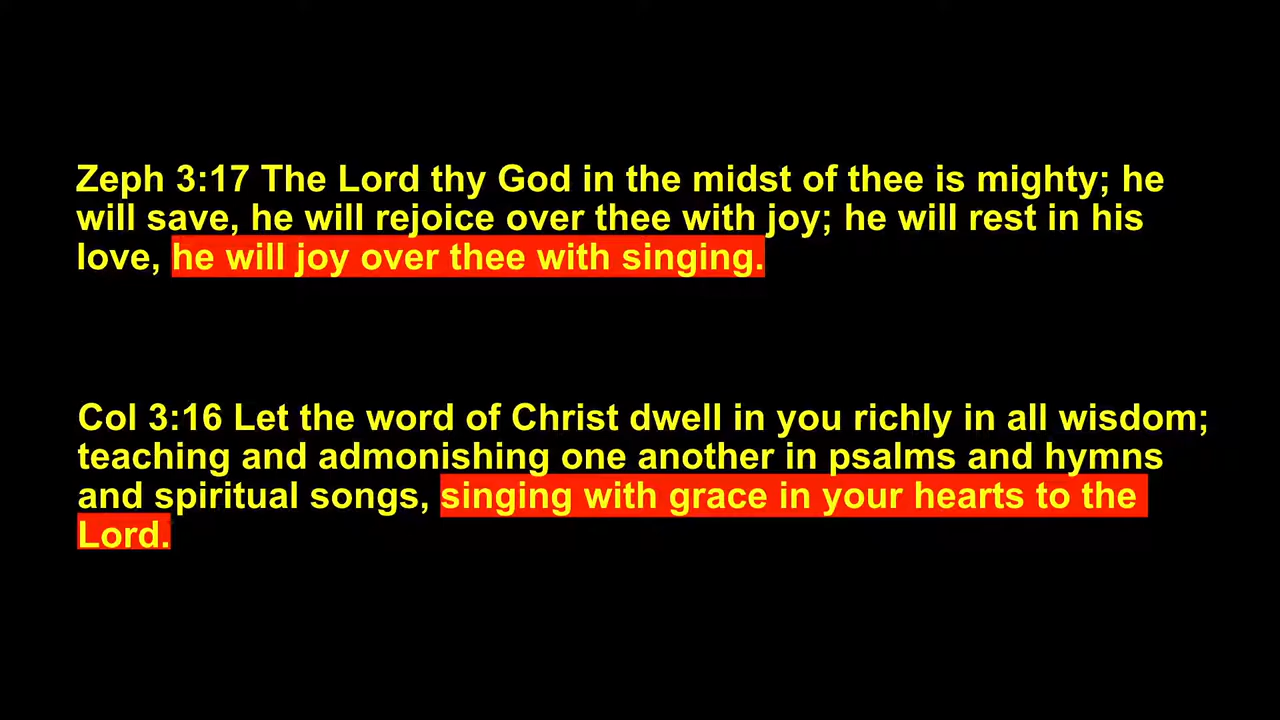 Zeph 3:17 The Lord thy God in the midst of thee is mighty; he
will save, he will rejoice over thee with joy; he will rest in his
love, he will joy over thee with singing.
Col 3:16 Let the word of Christ dwell in you richly in all wisdom;
teaching and admonishing one another in psalms and hymns
and spiritual songs, singing with grace in your hearts to the
Lord.